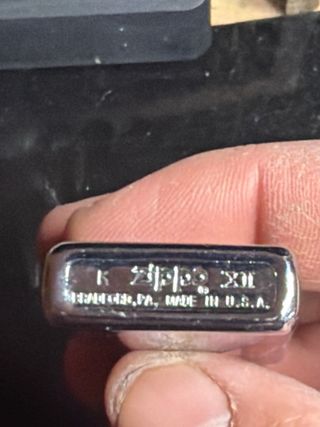 K Zippo XII
BRADFORD, PA. MADE IN U.S.A.